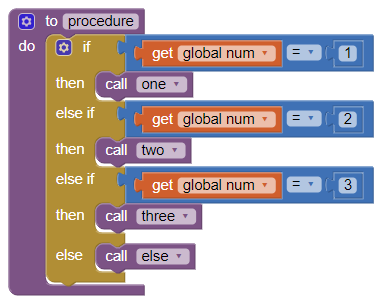 to procedure
do if get global num = 1
then call one
else if get global num = 2
then call two
else if get global num = 3
then call three
else call else